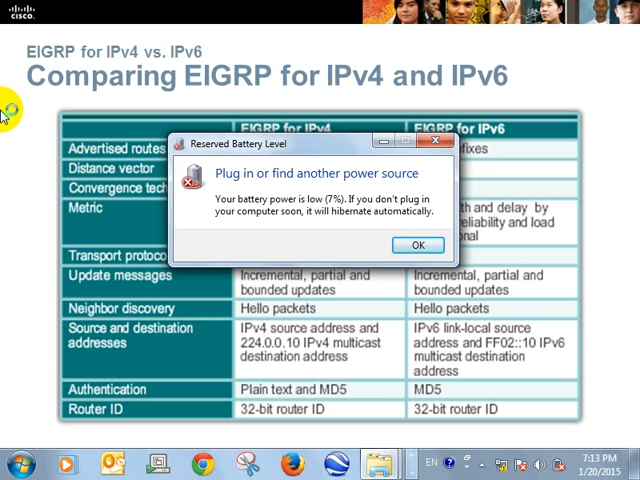 CISCO
EIGRP for IPv4 vs. IPv6
Comparing EIGRP for IPv4 and IPv6
EIGRP for IPv4 EIGRP for IPv6
Advertised routes
Distance vector
Convergence tech
Metric th and delay by
reliability and load
Transport protoco
Reserved Battery Level
Plug in or find another power source
Your battery power is low (7%). If you don't plug in
your computer soon, it will hibernate automatically.
OK
Update messages Incremental, partial and Incremental, partial and
bounded updates bounded updates
Neighbor discovery Hello packets Hello packets
Source and destination IPv4 source address and IPv6 link-local source
addresses 224.0.0.10 IPv4 multicast address and FF02::10 IPv6
destination address multicast destination
address
Authentication Plain text and MD5 MD5
Router ID 32-bit router ID 32-bit router ID
EN 7:13 PM
1/20/2015